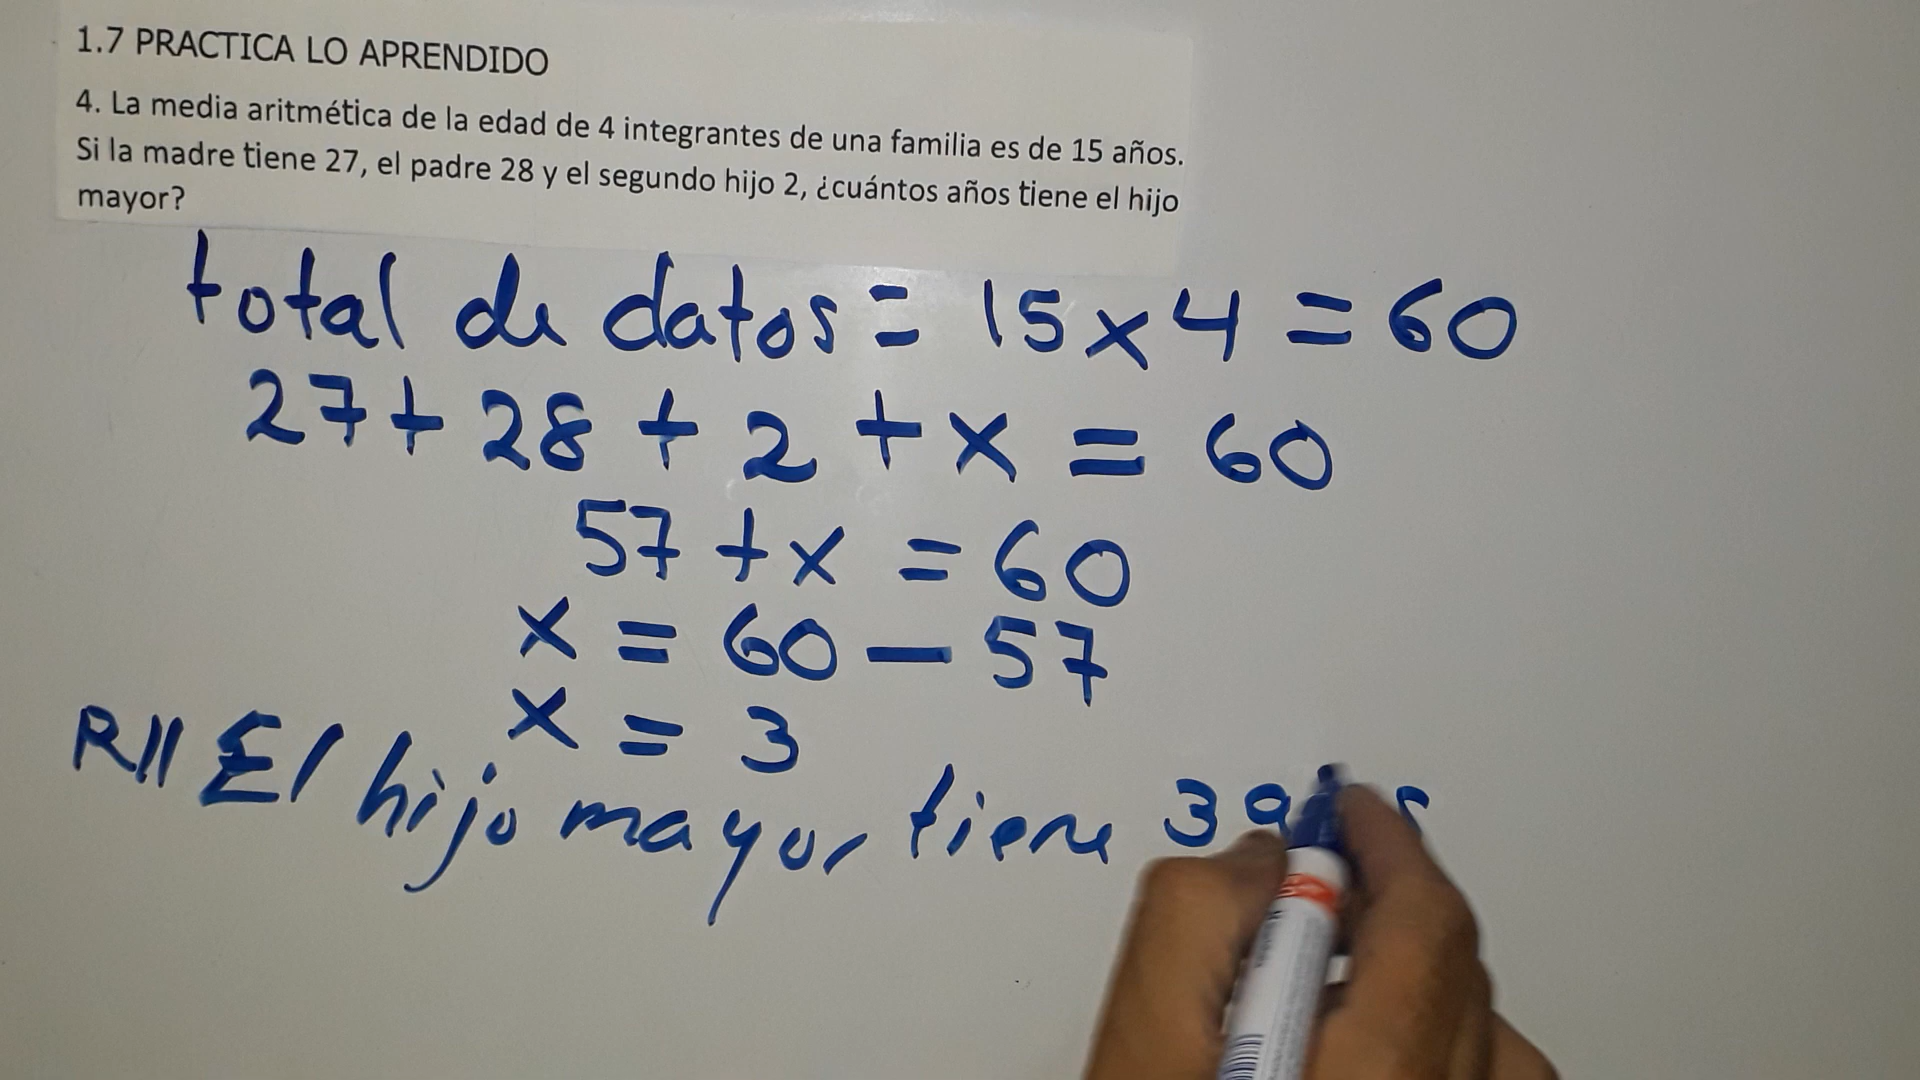 1.7 PRACTICA LO APRENDIDO
4. La media aritmética de la edad de 4 integrantes de una familia es de 15 años.
Si la madre tiene 27, el padre 28 y el segundo hijo 2, ¿cuántos años tiene el hijo
mayor?
total de datos = 15 x 4 = 60
27 + 28 + 2 + x = 60
57 + x = 60
x = 60 - 57
x = 3
R// El hijo mayor tiene 3